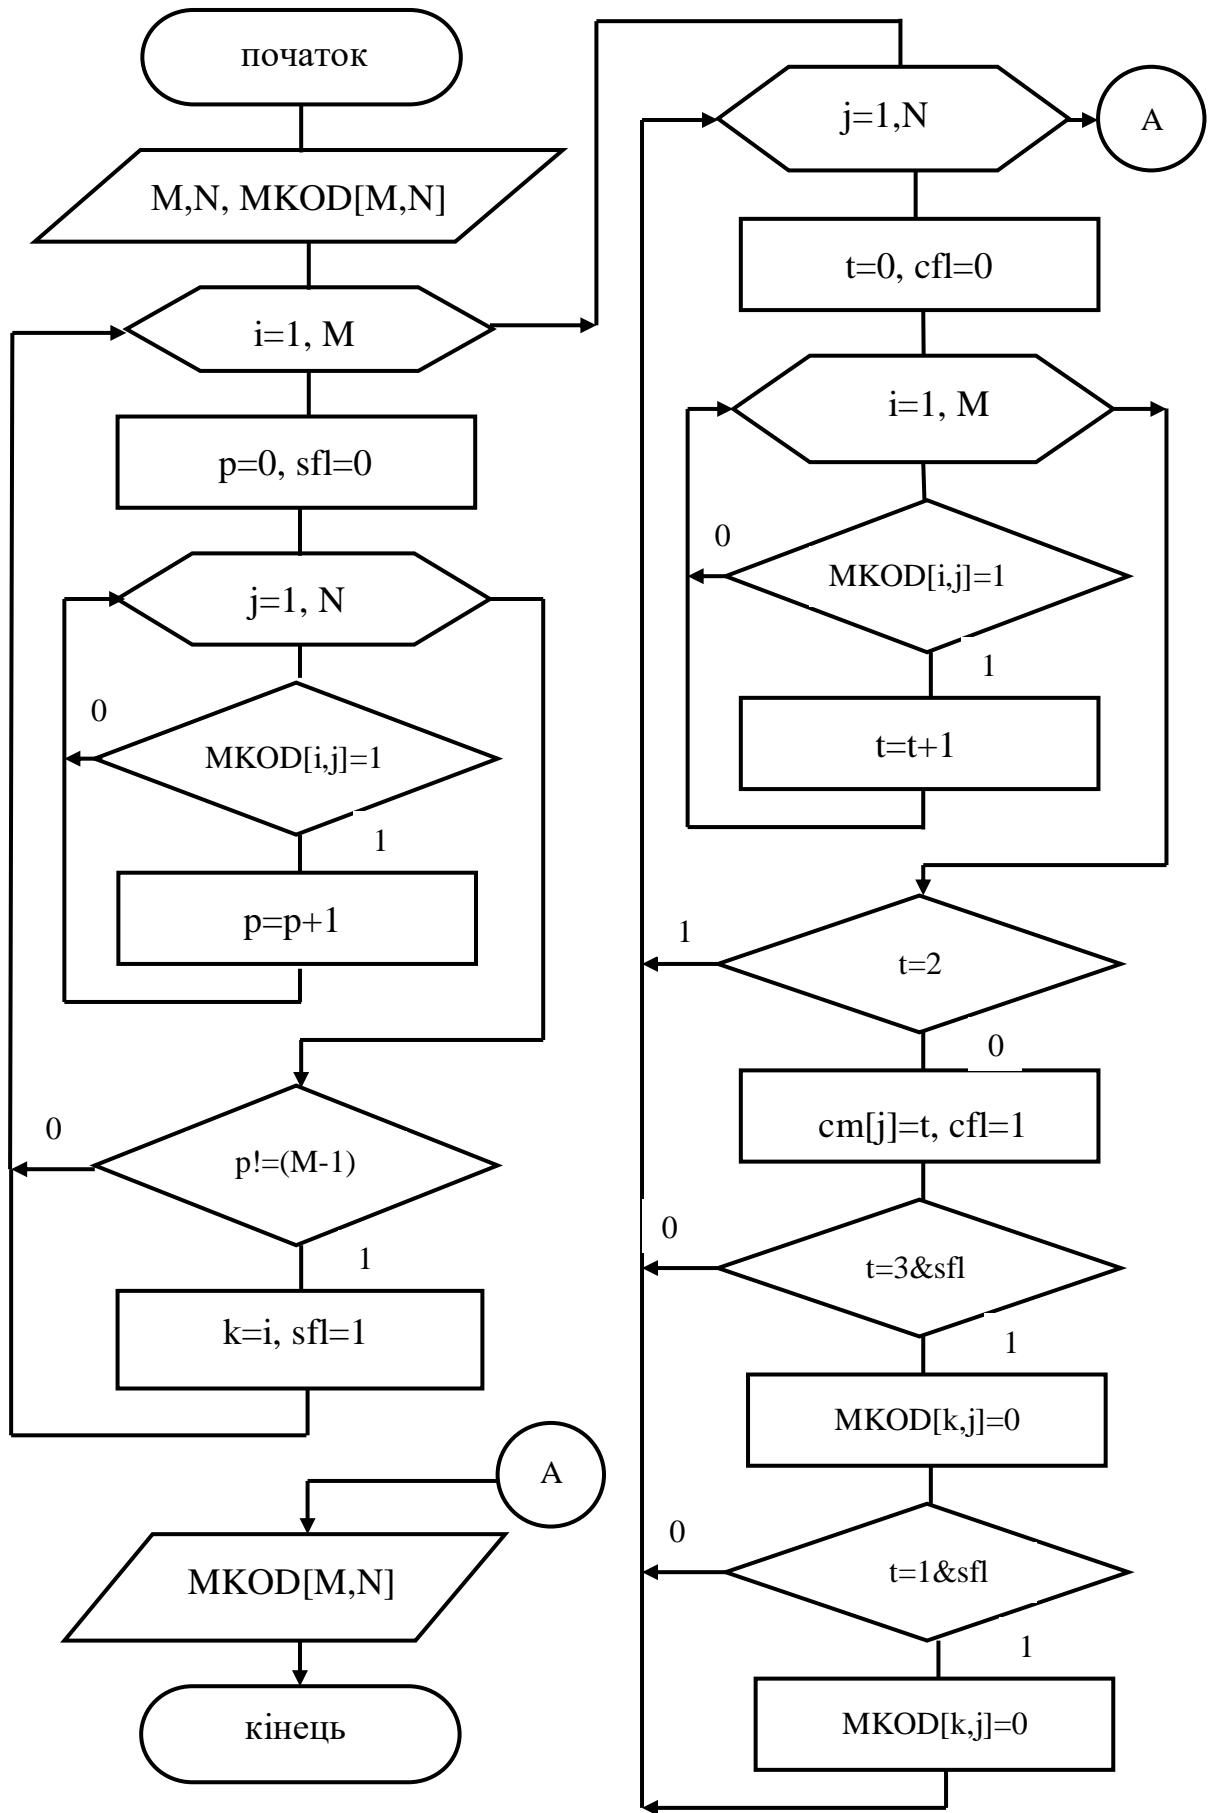 початок
M,N, MKOD[M,N]
i=1, M
p=0, sfl=0
j=1, N
0
MKOD[i,j]=1
1
p=p+1
0
p!=(M-1)
1
k=i, sfl=1
A
MKOD[M,N]
кінець
j=1,N
A
t=0, cfl=0
i=1, M
0
MKOD[i,j]=1
1
t=t+1
1
t=2
0
cm[j]=t, cfl=1
0
t=3&sfl
1
MKOD[k,j]=0
0
t=1&sfl
1
MKOD[k,j]=0